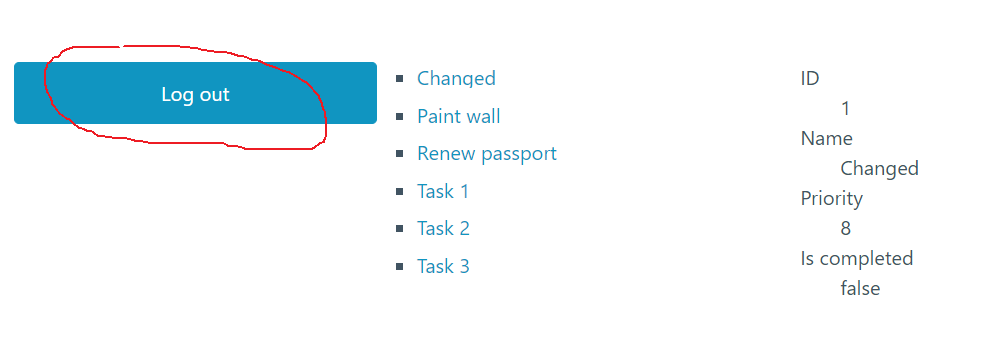 Log out
Changed
Paint wall
Renew passport
Task 1
Task 2
Task 3
ID
1
Name
Changed
Priority
8
Is completed
false